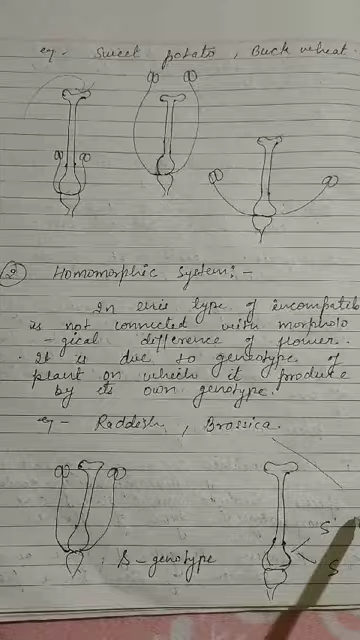 eg - Sweet potato, Buck wheat.
② Homomorphic System:-
In this type of incompatib
is not connected with morpholo
- gical difference of flower.
. It is due to genotype of
plant on which it produce
by its own genotype.
eg - Raddish, Brassica.
S - genotype
S
S